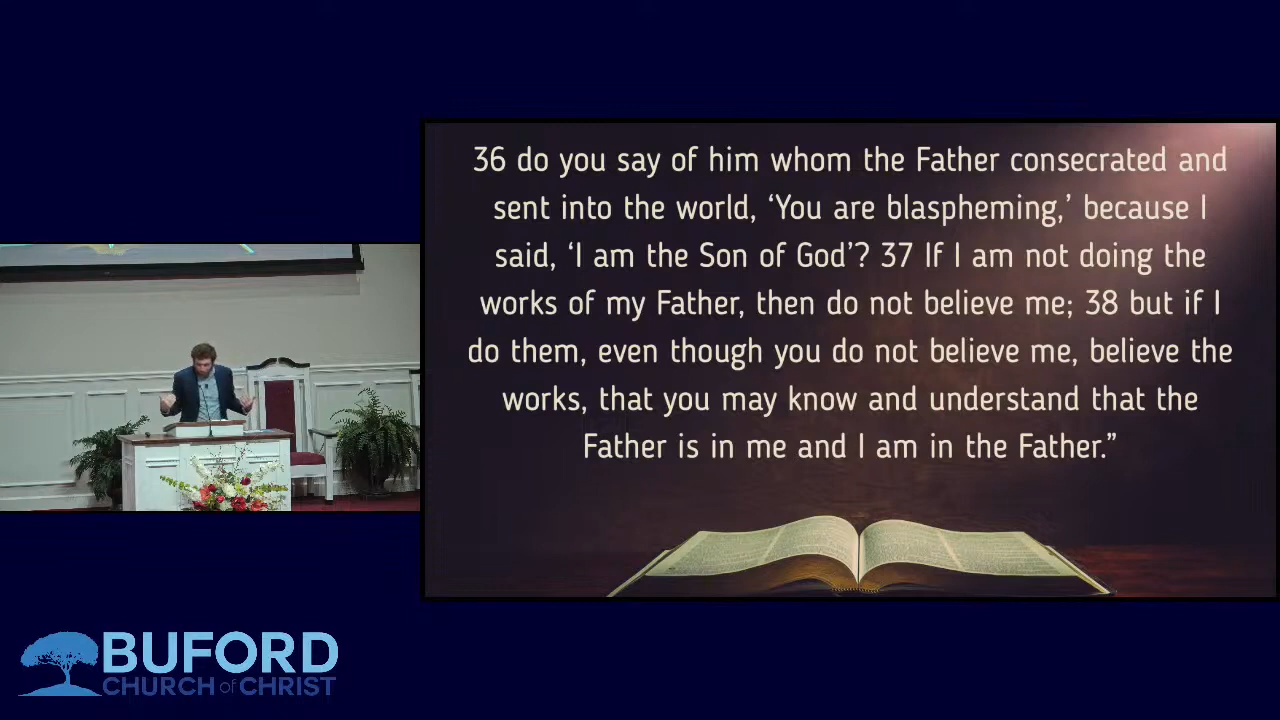 36 do you say of him whom the Father consecrated and
sent into the world, ‘You are blaspheming,’ because I
said, ‘I am the Son of God’? 37 If I am not doing the
works of my Father, then do not believe me; 38 but if I
do them, even though you do not believe me, believe the
works, that you may know and understand that the
Father is in me and I am in the Father.”
BUFORD
CHURCH of CHRIST